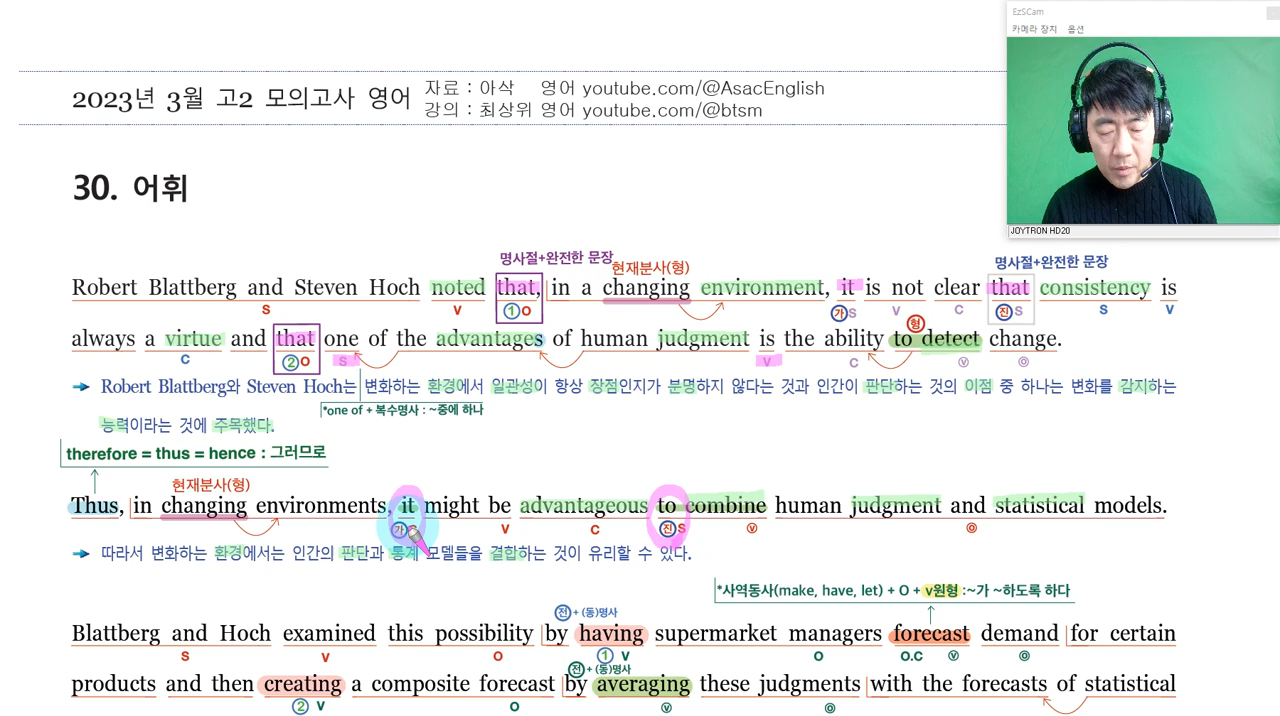 EzSCam
카메라 장치 옵션
JOYTRON HD20
2023년 3월 고2 모의고사 영어
자료 : 아삭 영어 youtube.com/@AsacEnglish
강의 : 최상위 영어 youtube.com/@btsm
30. 어휘
명사절+완전한 문장 현재분사(형) 명사절+완전한 문장
Robert Blattberg and Steven Hoch noted that, in a changing environment, it is not clear that consistency is
S V ①O 가S V C 진S S V
형
always a virtue and that one of the advantages of human judgment is the ability to detect change.
C ②O S V C ⓥ ⓞ
Robert Blattberg와 Steven Hoch는 변화하는 환경에서 일관성이 항상 장점인지가 분명하지 않다는 것과 인간이 판단하는 것의 이점 중 하나는 변화를 감지하는
*one of + 복수명사 : ~중에 하나
능력이라는 것에 주목했다.
therefore = thus = hence : 그러므로
현재분사(형)
Thus, in changing environments, it might be advantageous to combine human judgment and statistical models.
가S V C 진S ⓥ ⓞ
따라서 변화하는 환경에서는 인간의 판단과 통계 모델들을 결합하는 것이 유리할 수 있다.
*사역동사(make, have, let) + O + v원형 :~가 ~하도록 하다
전 + (동)명사
Blattberg and Hoch examined this possibility by having supermarket managers forecast demand for certain
S V O ① V O O.C ⓥ ⓞ
전 + (동)명사
products and then creating a composite forecast by averaging these judgments with the forecasts of statistical
② V O ⓥ ⓞ